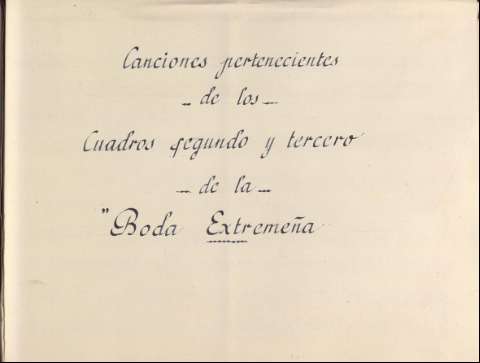 Canciones pertenecientes
- de los -
Cuadros segundo y tercero
- de la -
"Boda Extremeña